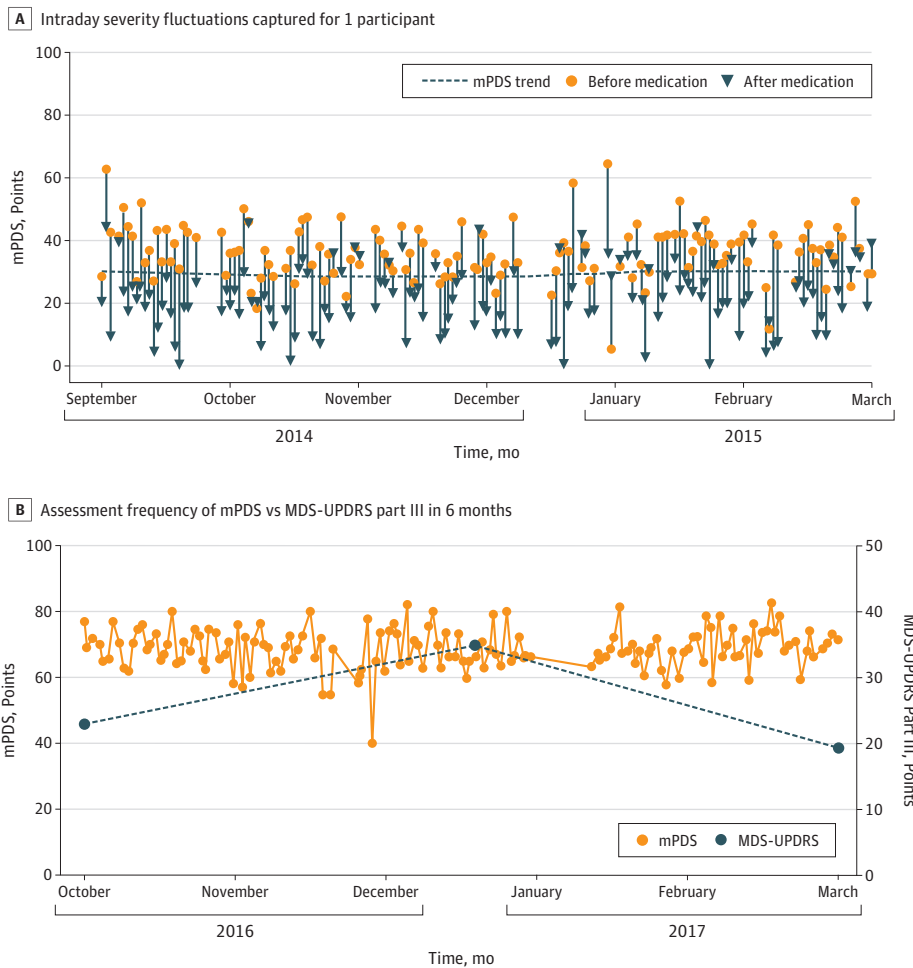 A Intraday severity fluctuations captured for 1 participant
100
80
60
40
20
0
mPDS, Points
mPDS trend Before medication After medication
September October November December January February March
2014 2015
Time, mo
B Assessment frequency of mPDS vs MDS-UPDRS part III in 6 months
100
80
60
40
20
0
mPDS, Points
50
40
30
20
10
0
MDS-UPDRS Part III, Points
mPDS MDS-UPDRS
October November December January February March
2016 2017
Time, mo